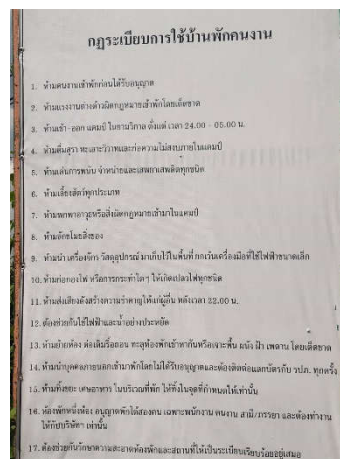 กฎระเบียบการใช้บ้านพักคนงาน
1. ห้ามคนงานเข้าพักก่อนได้รับอนุญาต
2. ห้ามแรงงานต่างด้าวผิดกฎหมายเข้าพักโดยเด็ดขาด
3. ห้ามเข้า - ออก แคมป์ ในยามวิกาล ตั้งแต่ เวลา 24.00 - 05.00 น.
4. ห้ามดื่มสุรา ทะเลาะวิวาทและก่อความไม่สงบภายในแคมป์
5. ห้ามเล่นการพนัน จำหน่ายและเสพยาเสพติดทุกชนิด
6. ห้ามเลี้ยงสัตว์ทุกประเภท
7. ห้ามพกพาอาวุธหรือสิ่งผิดกฎหมายเข้ามาในแคมป์
8. ห้ามลักขโมยสิ่งของ
9. ห้ามนำ เครื่องจักร วัสดุอุปกรณ์มาเก็บไว้ในพื้นที่ ยกเว้นเครื่องมือที่ใช้ไฟฟ้าขนาดเล็ก
10. ห้ามก่อกองไฟ หรือการกระทำใดๆ ให้เกิดเปลวไฟทุกชนิด
11. ห้ามส่งเสียงดังสร้างความรำคาญให้แก่ผู้อื่น หลังเวลา 22.00 น.
12. ต้องช่วยกันใช้ไฟฟ้าและน้ำอย่างประหยัด
13. ห้ามย้ายห้อง ต่อเติมรื้อถอน ทะลุห้องพักเข้าหากันหรือเจาะพื้น ผนัง ฝ้า เพดาน โดยเด็ดขาด
14. ห้ามนำบุคคลภายนอกเข้ามาพักโดยไม่ได้รับอนุญาตและต้องติดต่อแลกบัตรกับ รปภ. ทุกครั้ง
15. ห้ามทิ้งขยะ เศษอาหาร ในบริเวณที่พัก ให้ทิ้งในจุดที่กำหนดให้เท่านั้น
16. ห้องพักหนึ่งห้อง อนุญาตพักได้สองคน เฉพาะพนักงาน คนงาน สามี/ภรรยา และต้องทำงาน
ให้กับบริษัทฯ เท่านั้น
17. ต้องช่วยกันรักษาความสะอาดห้องพักและสถานที่ให้เป็นระเบียบเรียบร้อยอยู่เสมอ